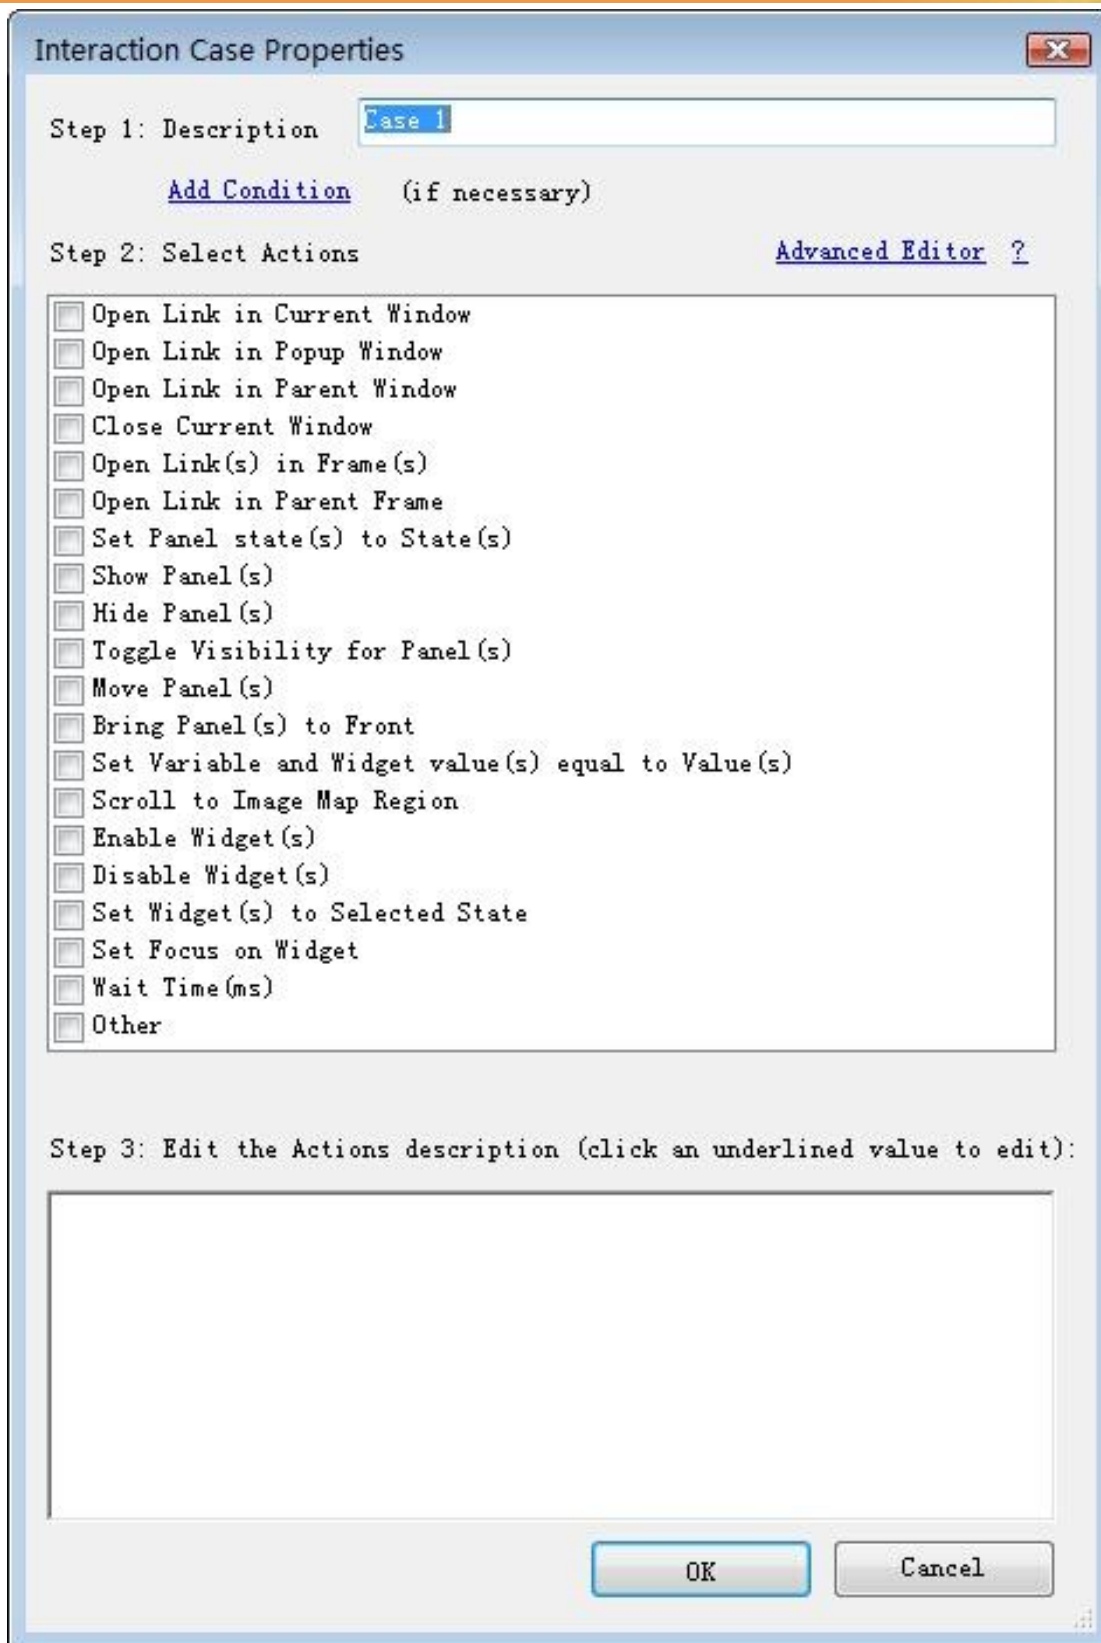 Interaction Case Properties
Step 1: Description Case 1
Add Condition (if necessary)
Step 2: Select Actions Advanced Editor ?
Open Link in Current Window
Open Link in Popup Window
Open Link in Parent Window
Close Current Window
Open Link(s) in Frame(s)
Open Link in Parent Frame
Set Panel state(s) to State(s)
Show Panel(s)
Hide Panel(s)
Toggle Visibility for Panel(s)
Move Panel(s)
Bring Panel(s) to Front
Set Variable and Widget value(s) equal to Value(s)
Scroll to Image Map Region
Enable Widget(s)
Disable Widget(s)
Set Widget(s) to Selected State
Set Focus on Widget
Wait Time(ms)
Other
Step 3: Edit the Actions description (click an underlined value to edit):
OK Cancel